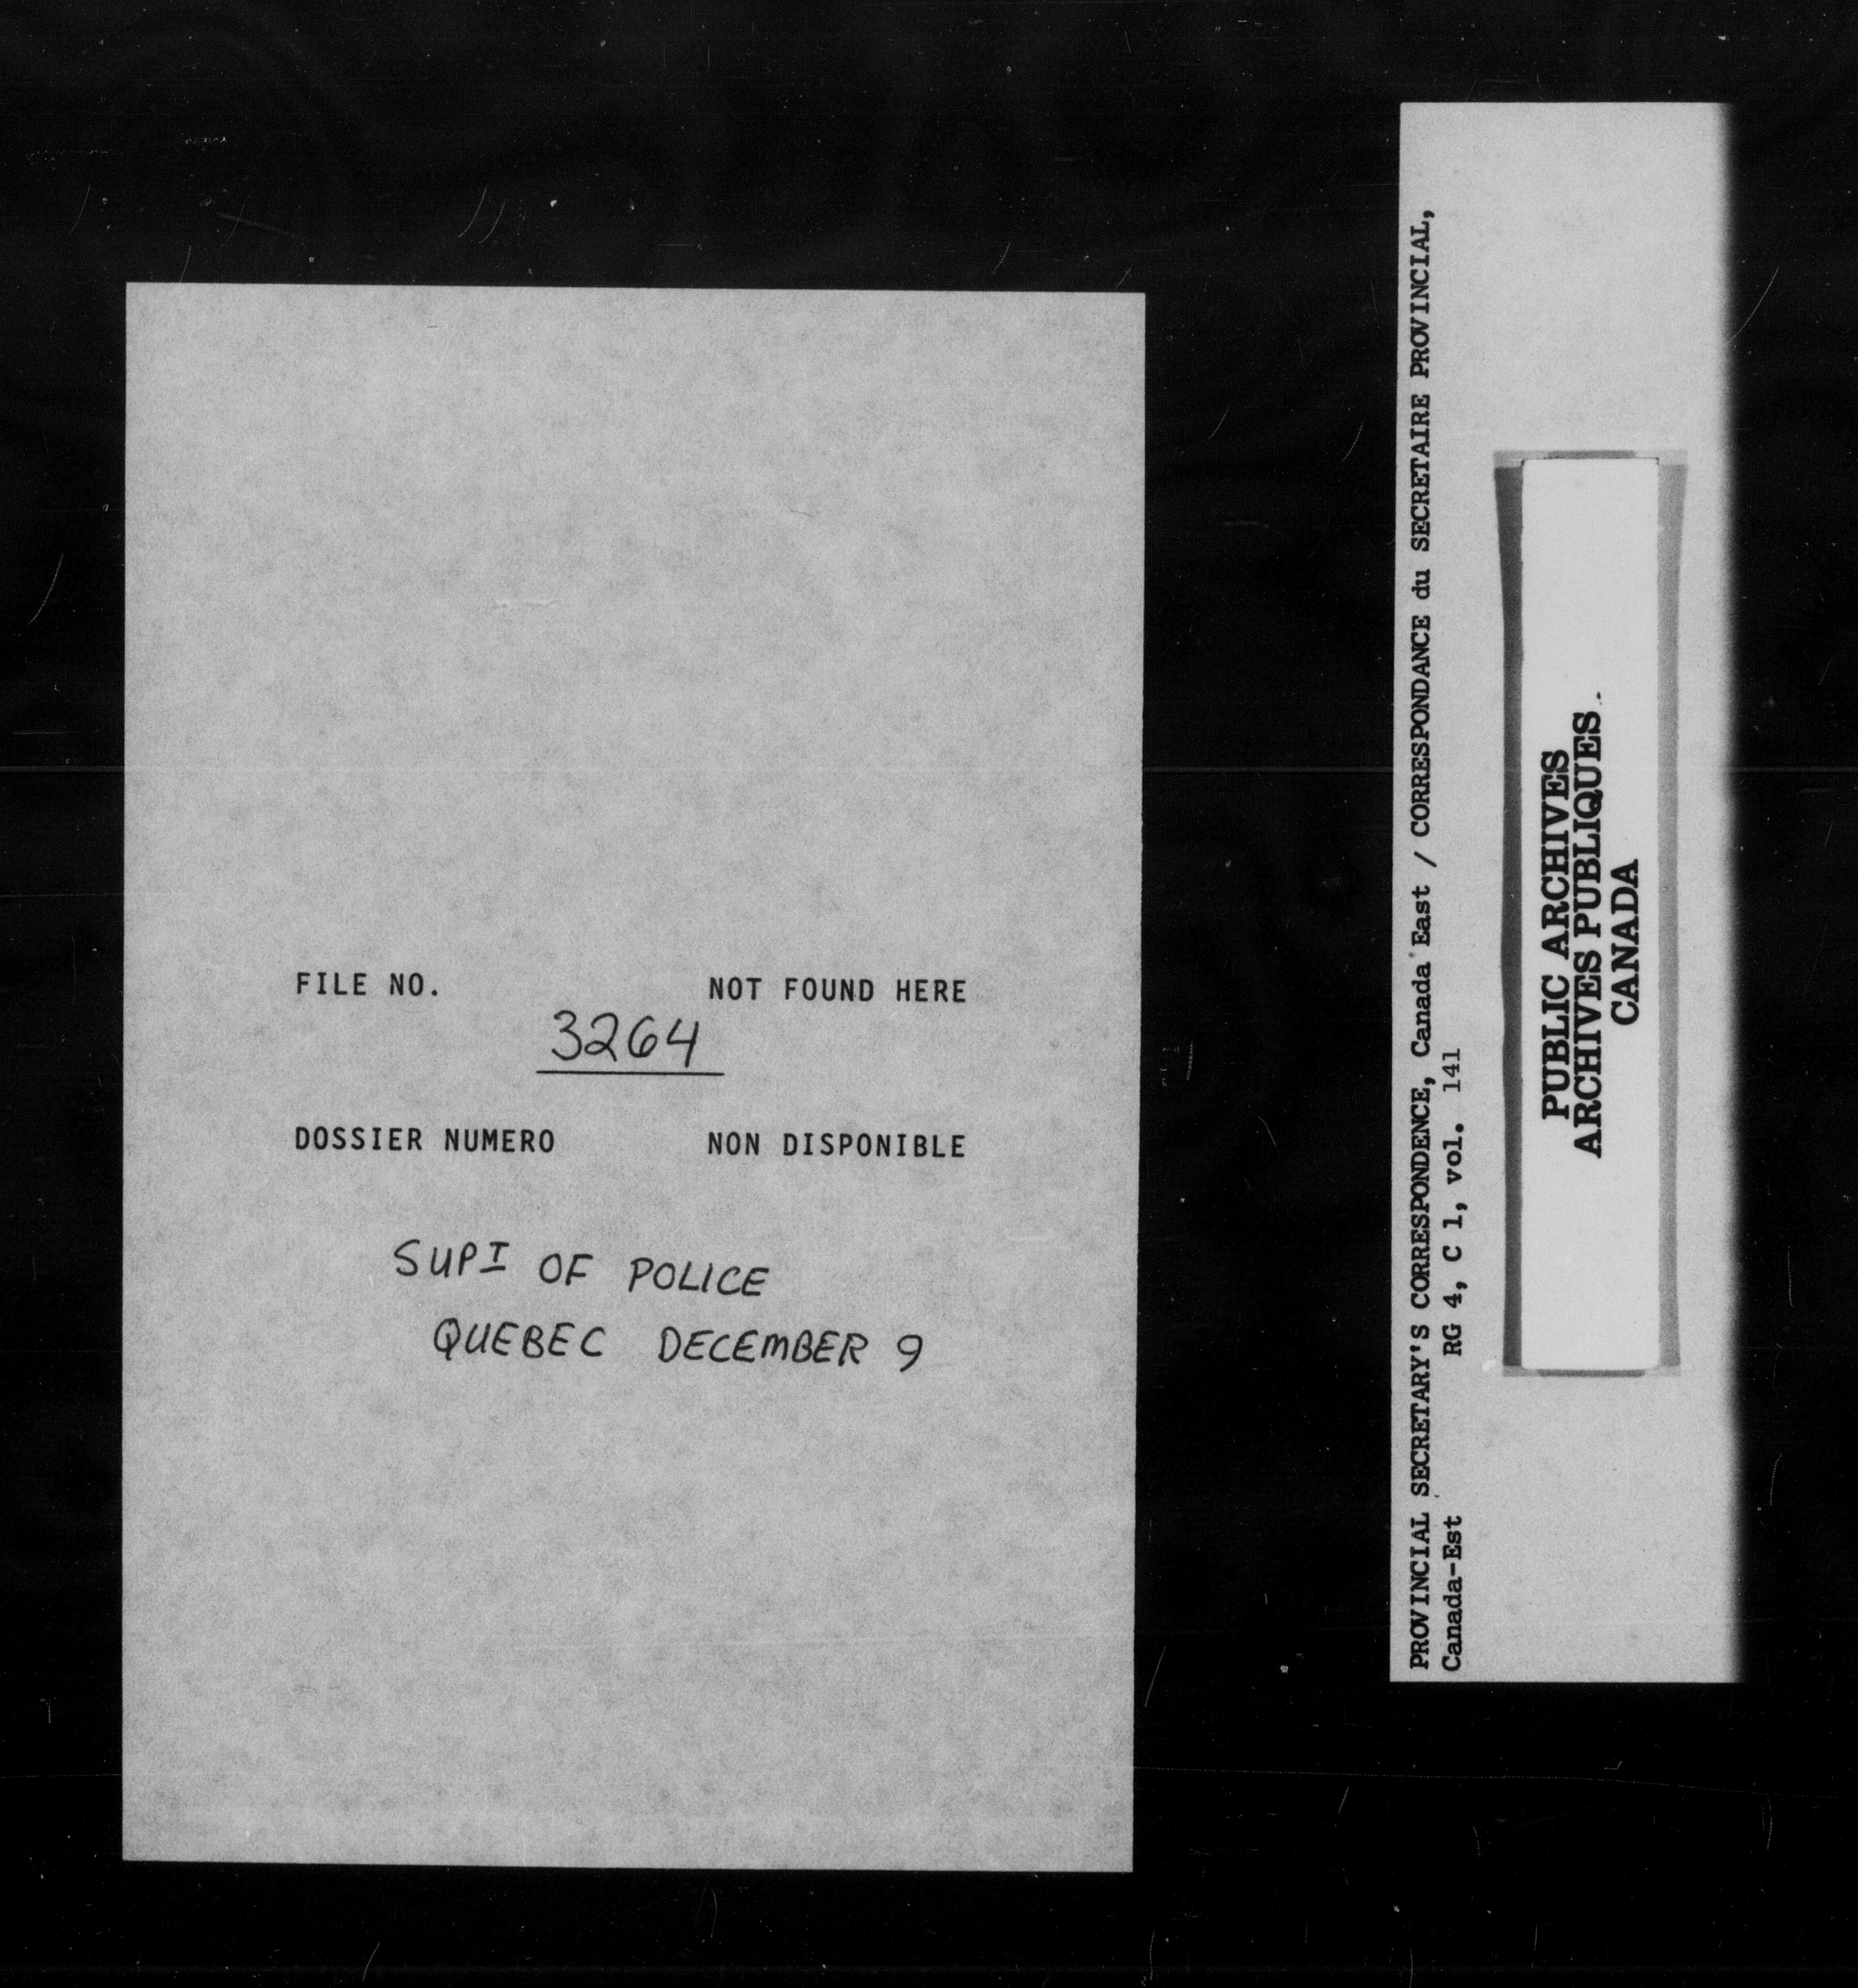 FILE NO. NOT FOUND HERE
3264
DOSSIER NUMERO NON DISPONIBLE
SUPT OF POLICE
QUEBEC DECEMBER 9
PROVINCIAL SECRETARY'S CORRESPONDENCE, Canada East / CORRESPONDANCE du SECRETAIRE PROVINCIAL,
Canada-Est RG 4, C 1, vol. 141
PUBLIC ARCHIVES
ARCHIVES PUBLIQUES
CANADA